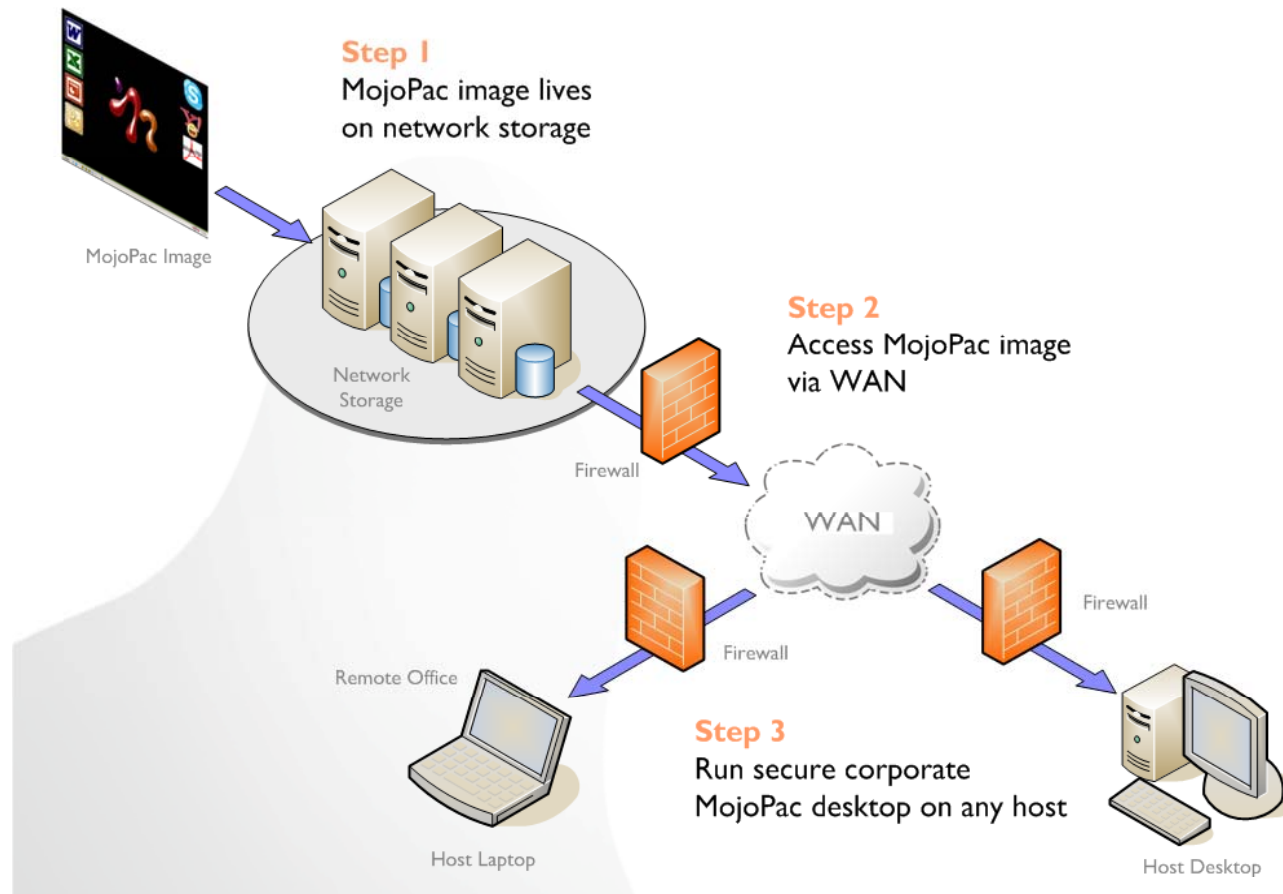 Step 1
MojoPac image lives
on network storage
MojoPac Image
Network
Storage
Step 2
Access MojoPac image
via WAN
Firewall
WAN
Firewall
Firewall
Remote Office
Step 3
Run secure corporate
MojoPac desktop on any host
Host Laptop
Host Desktop